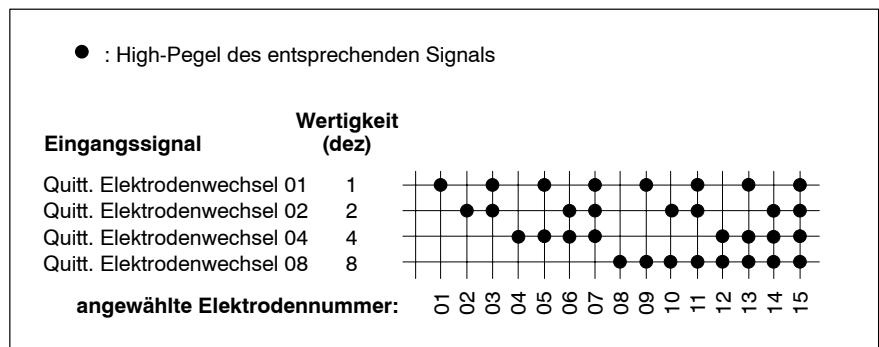 ● : High-Pegel des entsprechenden Signals
Wertigkeit
Eingangssignal (dez)
Quitt. Elektrodenwechsel 01 1
Quitt. Elektrodenwechsel 02 2
Quitt. Elektrodenwechsel 04 4
Quitt. Elektrodenwechsel 08 8
angewählte Elektrodennummer: 01 02 03 04 05 06 07 08 09 10 11 12 13 14 15